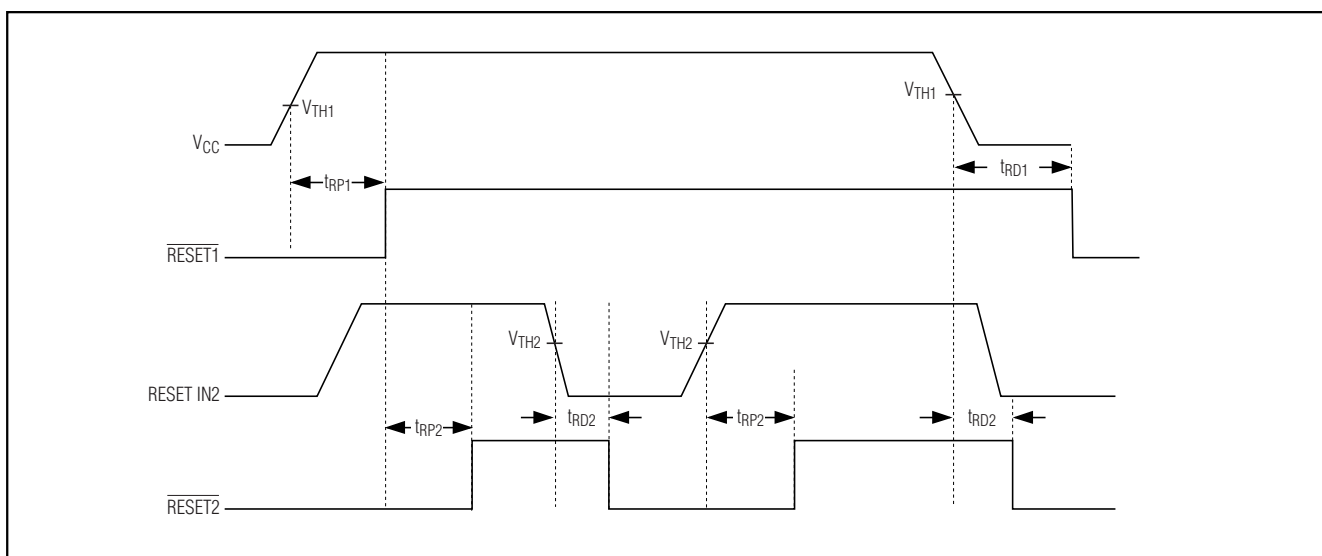 VTH1
VTH1
VCC
tRP1
tRD1
RESET1
VTH2
VTH2
RESET IN2
tRP2
tRD2
tRP2
tRD2
RESET2